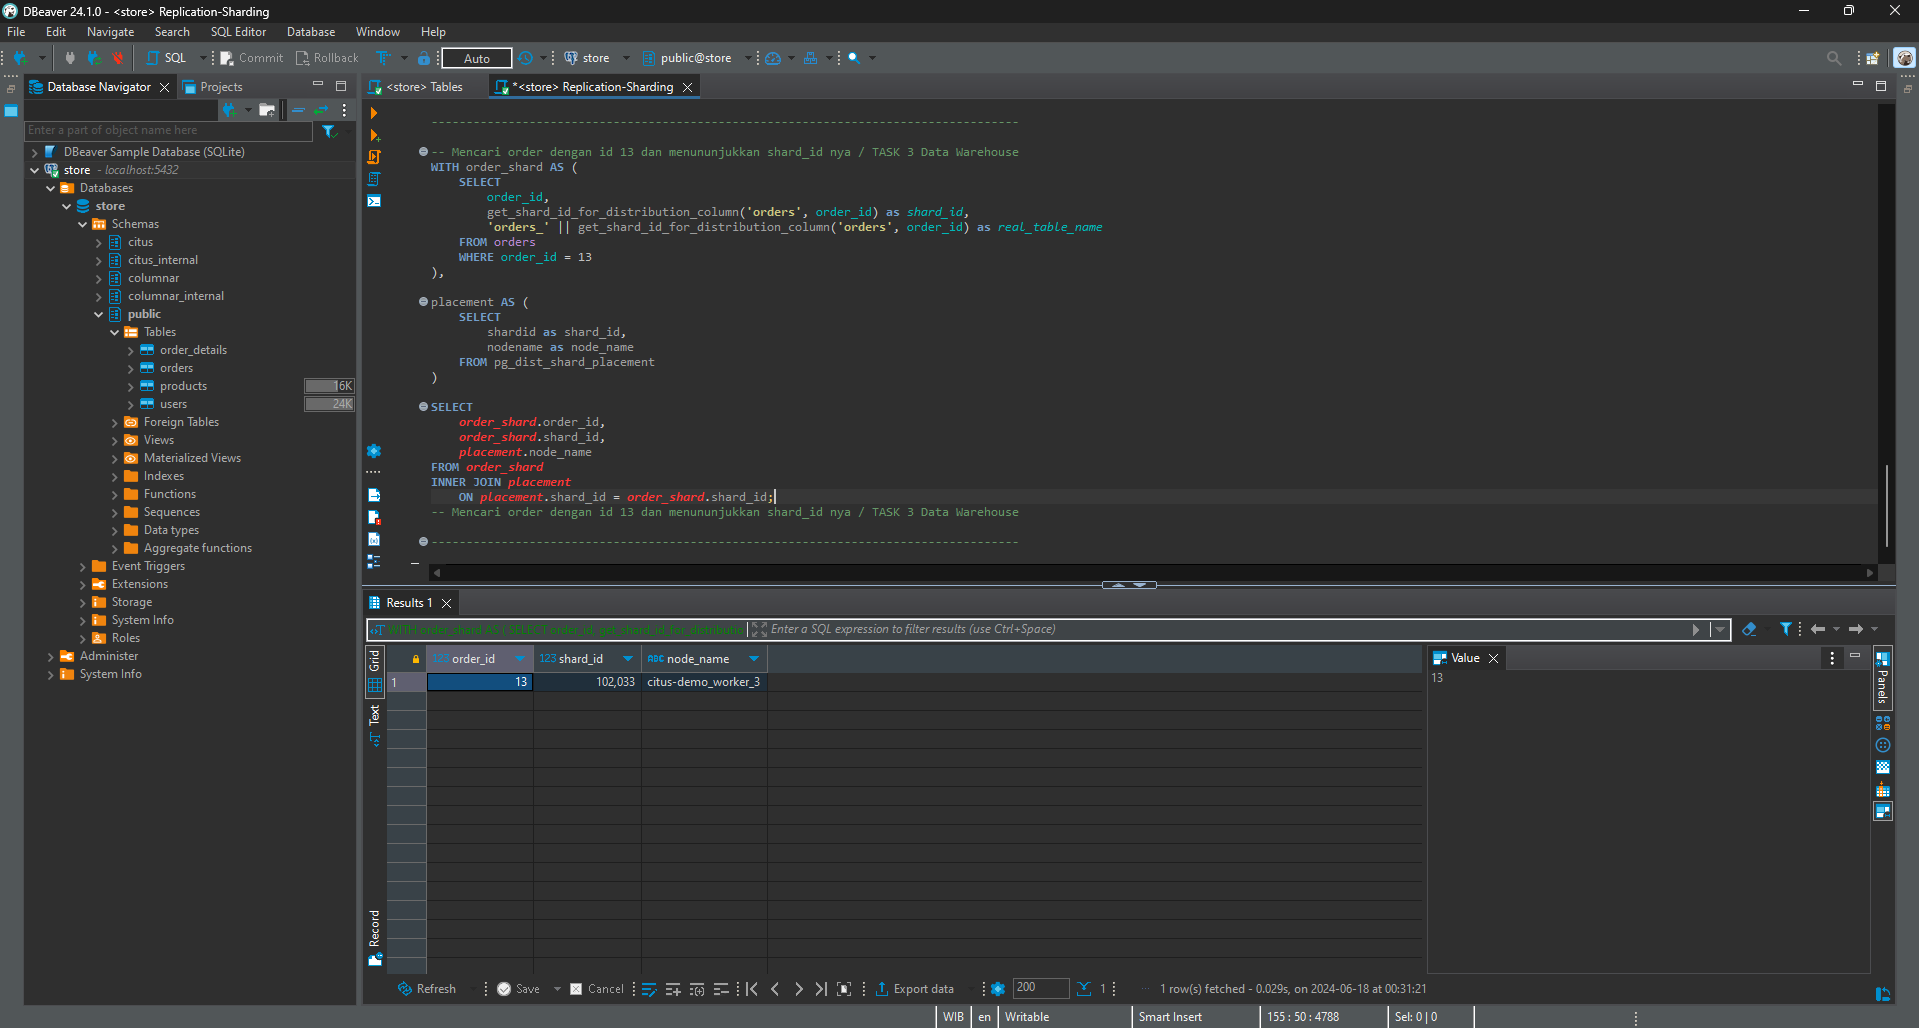 DBeaver 24.1.0 - <store> Replication-Sharding
File Edit Navigate Search SQL Editor Database Window Help
SQL Commit Rollback Auto store public@store
Database Navigator Projects
Enter a part of object name here
DBeaver Sample Database (SQLite)
store - localhost:5432
Databases
store
Schemas
citus
citus_internal
columnar
columnar_internal
public
Tables
order_details
orders
products 16K
users 24K
Foreign Tables
Views
Materialized Views
Indexes
Functions
Sequences
Data types
Aggregate functions
Event Triggers
Extensions
Storage
System Info
Roles
Administer
System Info
<store> Tables *<store> Replication-Sharding
------------------------------------------------------------------------------------
-- Mencari order dengan id 13 dan menununjukkan shard_id nya / TASK 3 Data Warehouse
WITH order_shard AS (
SELECT
order_id,
get_shard_id_for_distribution_column('orders', order_id) as shard_id,
'orders_' || get_shard_id_for_distribution_column('orders', order_id) as real_table_name
FROM orders
WHERE order_id = 13
),
placement AS (
SELECT
shardid as shard_id,
nodename as node_name
FROM pg_dist_shard_placement
)
SELECT
order_shard.order_id,
order_shard.shard_id,
placement.node_name
FROM order_shard
INNER JOIN placement
ON placement.shard_id = order_shard.shard_id;
-- Mencari order dengan id 13 dan menununjukkan shard_id nya / TASK 3 Data Warehouse
------------------------------------------------------------------------------------
Results 1
WITH order_shard AS ( SELECT order_id, get_shard_id_for_distributio Enter a SQL expression to filter results (use Ctrl+Space)
Grid
Text
Record
123 order_id 123 shard_id ABC node_name
1 13 102,033 citus-demo_worker_3
Value
13
Panels
Refresh Save Cancel Export data 200 1 1 row(s) fetched - 0.029s, on 2024-06-18 at 00:31:21
WIB en Writable Smart Insert 155 : 50 : 4788 Sel: 0 | 0